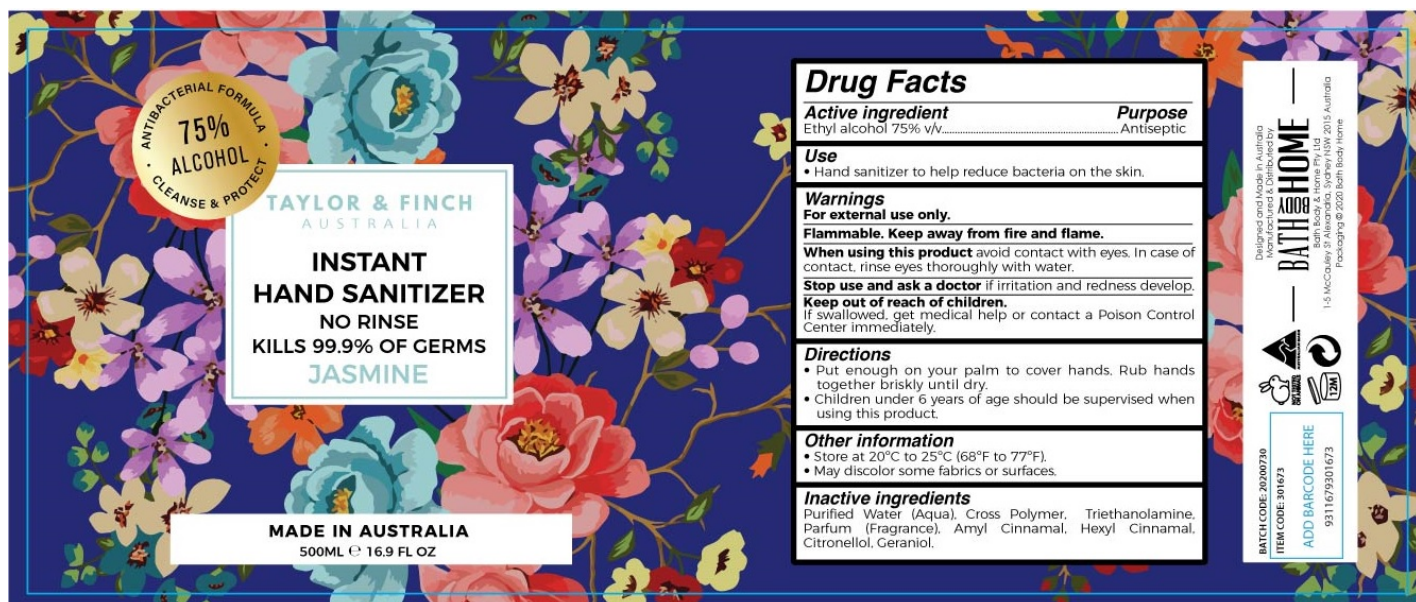 ANTIBACTERIAL FORMULA
75%
ALCOHOL
CLEANSE & PROTECT
TAYLOR & FINCH
AUSTRALIA
INSTANT
HAND SANITIZER
NO RINSE
KILLS 99.9% OF GERMS
JASMINE
MADE IN AUSTRALIA
500ML ℮ 16.9 FL OZ
Drug Facts
Active ingredient Purpose
Ethyl alcohol 75% v/v...Antiseptic
Use
• Hand sanitizer to help reduce bacteria on the skin.
Warnings
For external use only.
Flammable. Keep away from fire and flame.
When using this product avoid contact with eyes. In case of
contact, rinse eyes thoroughly with water.
Stop use and ask a doctor if irritation and redness develop.
Keep out of reach of children.
If swallowed, get medical help or contact a Poison Control
Center immediately.
Directions
• Put enough on your palm to cover hands. Rub hands
together briskly until dry.
• Children under 6 years of age should be supervised when
using this product.
Other information
• Store at 20°C to 25°C (68°F to 77°F).
• May discolor some fabrics or surfaces.
Inactive ingredients
Purified Water (Aqua), Cross Polymer, Triethanolamine,
Parfum (Fragrance), Amyl Cinnamal, Hexyl Cinnamal,
Citronellol, Geraniol.
Designed and Made in Australia
Manufactured & Distributed by
BATH BODY HOME
Bath Body & Home Pty Ltd
1-5 McCauley St Alexandria, Sydney NSW 2015 Australia
Packaging © 2020 Bath Body Home
12M
BATCH CODE: 20200730
ITEM CODE: 301673
ADD BARCODE HERE
9311679301673